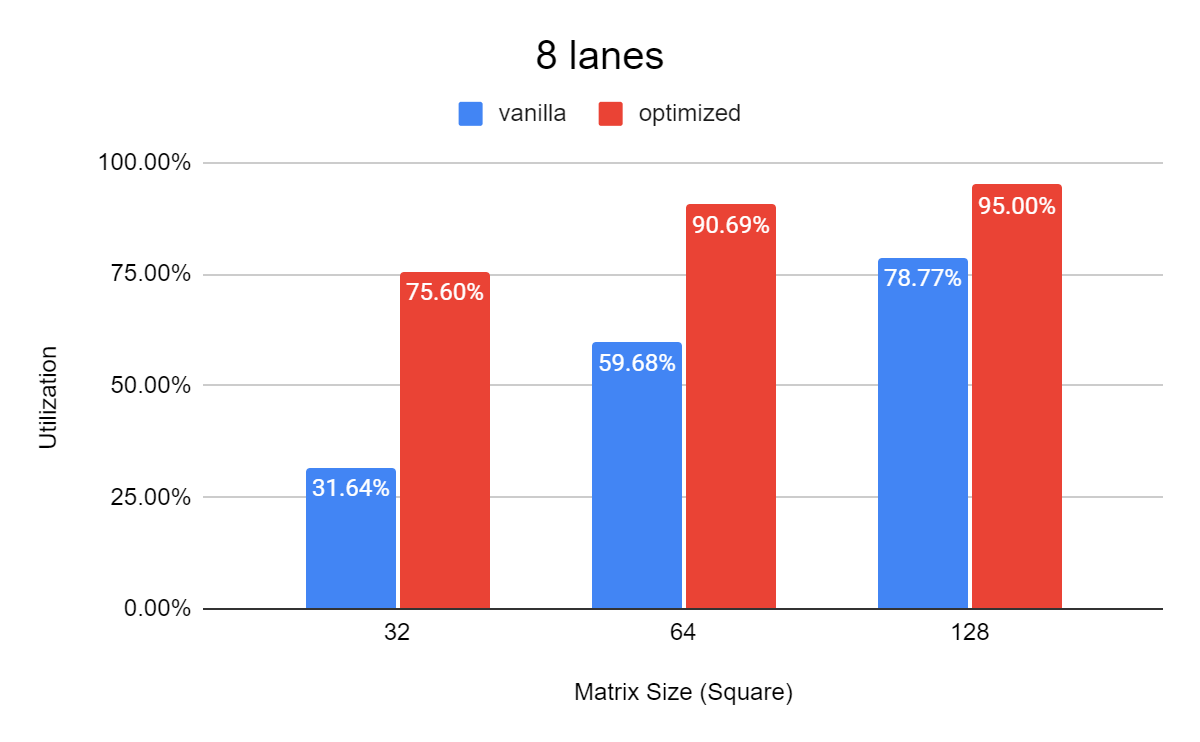 8 lanes
vanilla optimized
100.00%
75.00%
50.00%
25.00%
0.00%
Utilization
31.64%
75.60%
59.68%
90.69%
78.77%
95.00%
32 64 128
Matrix Size (Square)